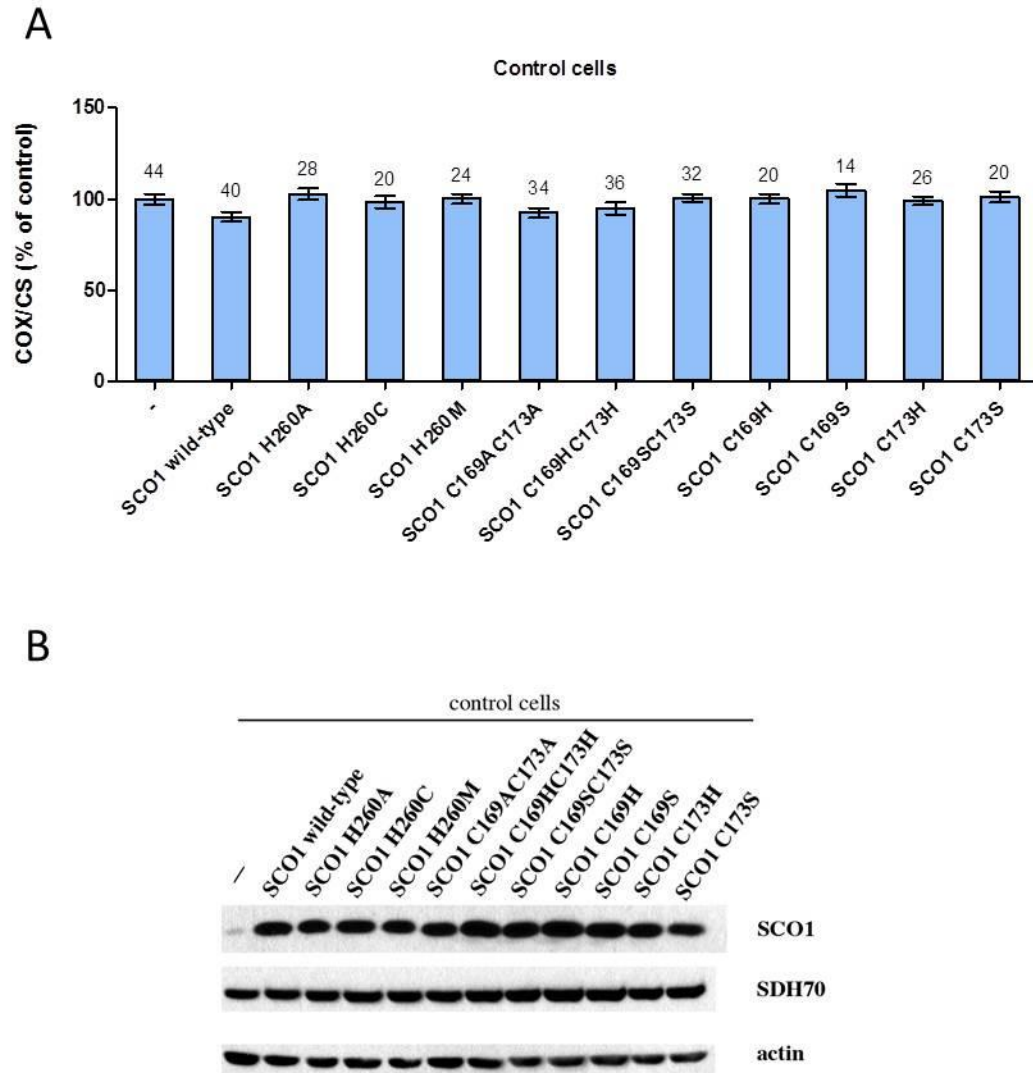 A
Control cells
COX/CS (% of control)
150
100
50
0
44
40
28
20
24
34
36
32
20
14
26
20
-
SCO1 wild-type
SCO1 H260A
SCO1 H260C
SCO1 H260M
SCO1 C169AC173A
SCO1 C169HC173H
SCO1 C169SC173S
SCO1 C169H
SCO1 C169S
SCO1 C173H
SCO1 C173S
B
control cells
–
SCO1 wild-type
SCO1 H260A
SCO1 H260C
SCO1 H260M
SCO1 C169AC173A
SCO1 C169HC173H
SCO1 C169SC173S
SCO1 C169H
SCO1 C169S
SCO1 C173H
SCO1 C173S
SCO1
SDH70
actin